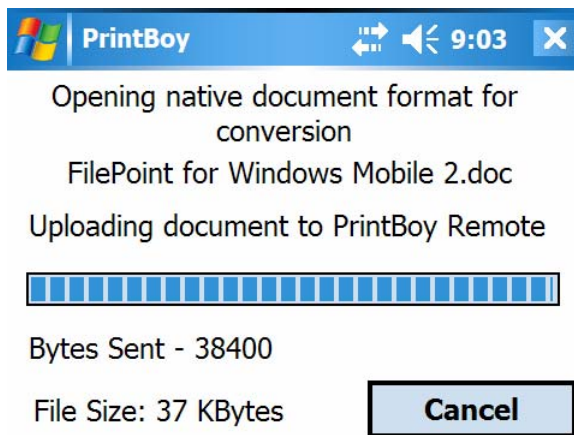 PrintBoy 9:03
Opening native document format for
conversion
FilePoint for Windows Mobile 2.doc
Uploading document to PrintBoy Remote
Bytes Sent - 38400
File Size: 37 KBytes
Cancel